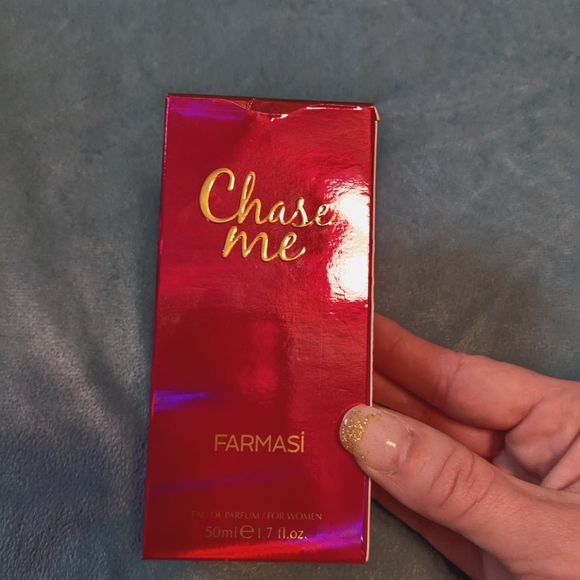 Chase
me
FARMASi
EAU DE PARFUM / FOR WOMEN
50ml ℮ 1.7 fl.oz.